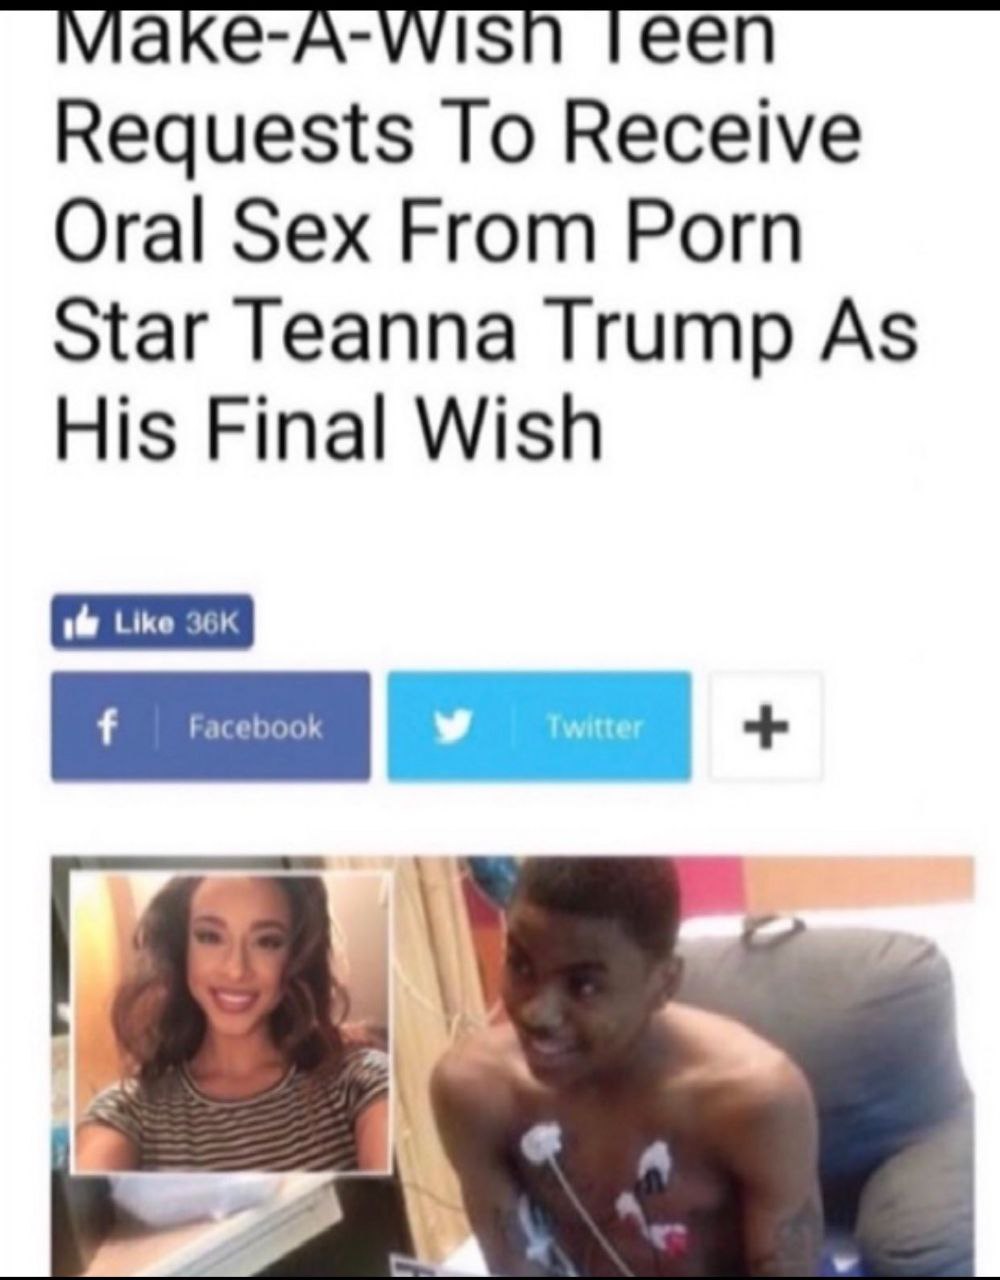 Make-A-Wish Teen
Requests To Receive
Oral Sex From Porn
Star Teanna Trump As
His Final Wish
Like 36K
f Facebook
Twitter
+